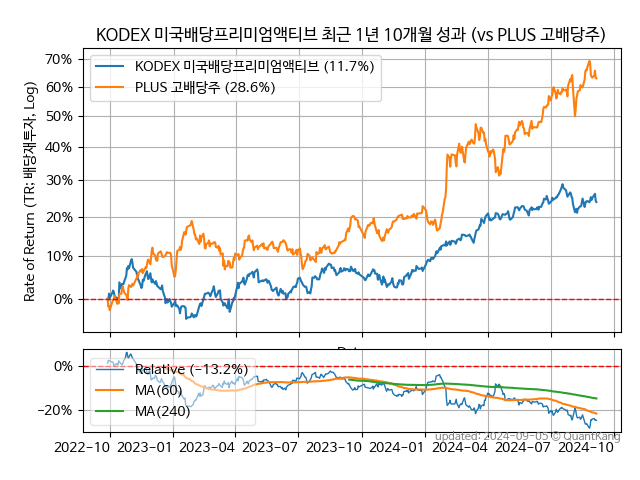 KODEX 미국배당프리미엄액티브 최근 1년 10개월 성과 (vs PLUS 고배당주)
Rate of Return (TR: 배당재투자, Log)
70%
60%
50%
40%
30%
20%
10%
0%
KODEX 미국배당프리미엄액티브 (11.7%)
PLUS 고배당주 (28.6%)
0%
−20%
Relative (−13.2%)
MA(60)
MA(240)
updated: 2024-09-05 © QuantKang
2022-10 2023-01 2023-04 2023-07 2023-10 2024-01 2024-04 2024-07 2024-10